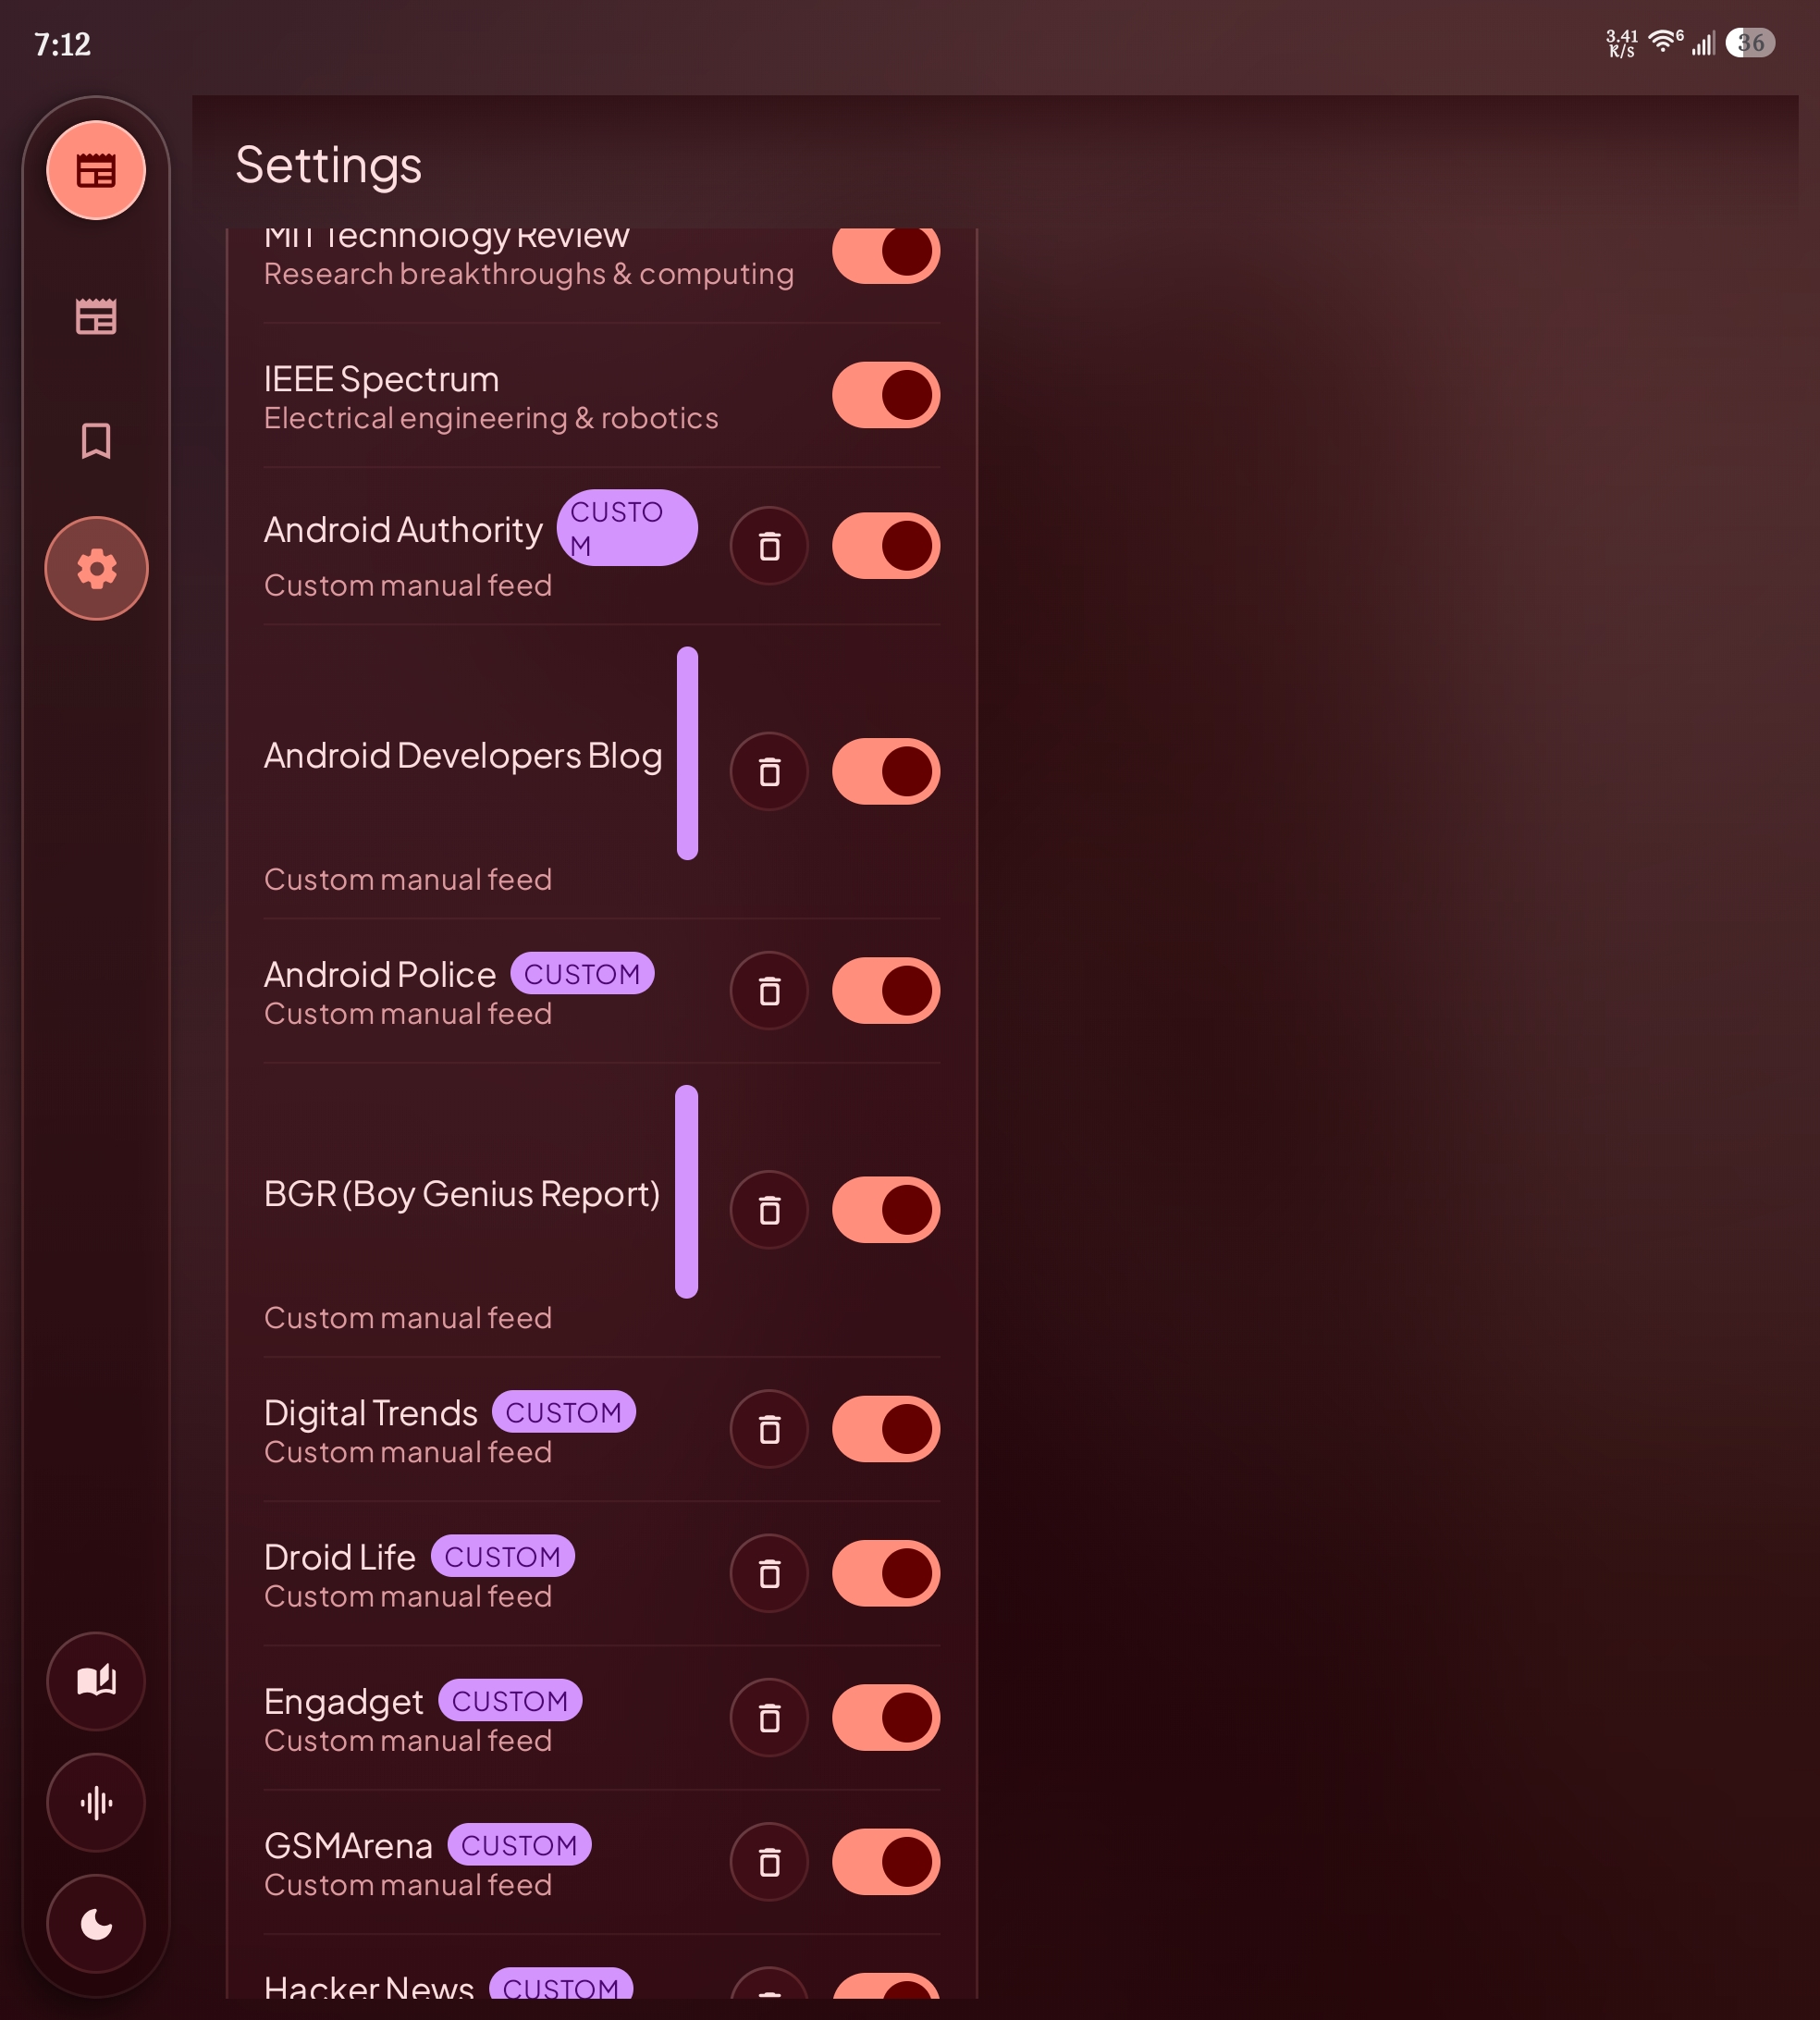 7:12
3.41
K/s
6
36
Settings
MIT Technology Review
Research breakthroughs & computing
IEEE Spectrum
Electrical engineering & robotics
Android Authority
CUSTO
M
Custom manual feed
Android Developers Blog
Custom manual feed
Android Police CUSTOM
Custom manual feed
BGR (Boy Genius Report)
Custom manual feed
Digital Trends CUSTOM
Custom manual feed
Droid Life CUSTOM
Custom manual feed
Engadget CUSTOM
Custom manual feed
GSMArena CUSTOM
Custom manual feed
Hacker News CUSTOM